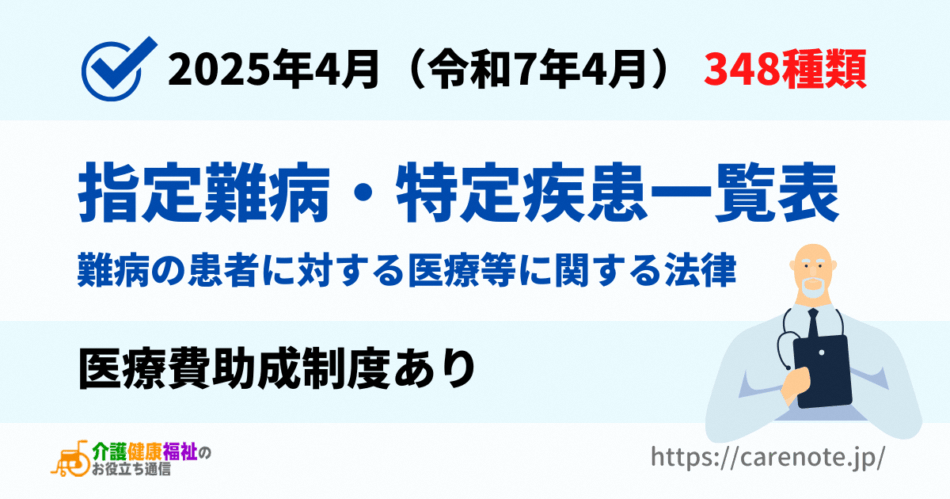 2025年4月（令和7年4月） 348種類
指定難病・特定疾患一覧表
難病の患者に対する医療等に関する法律
医療費助成制度あり
介護健康福祉の
お役立ち通信
https://carenote.jp/